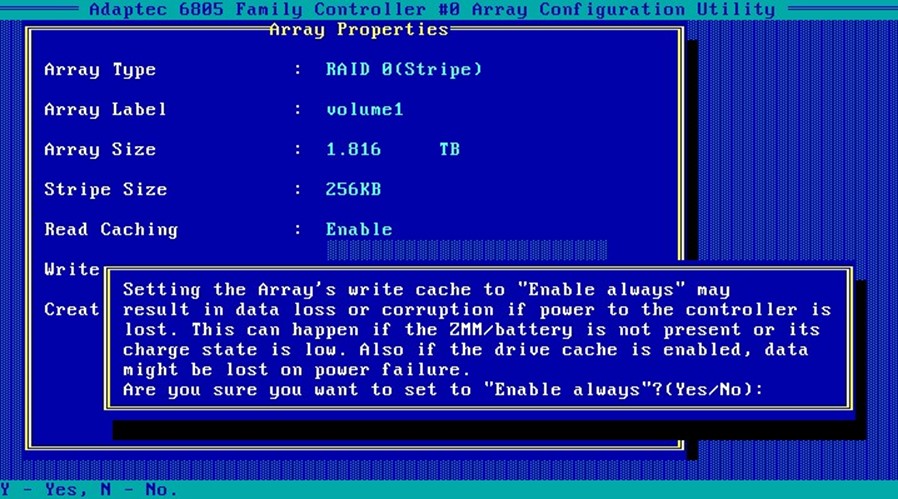 Adaptec 6805 Family Controller #0 Array Configuration Utility
Array Properties
Array Type : RAID 0(Stripe)
Array Label : volume1
Array Size : 1.816 TB
Stripe Size : 256KB
Read Caching : Enable
Write
Creat
Setting the Array's write cache to "Enable always" may
result in data loss or corruption if power to the controller is
lost. This can happen if the ZMM/battery is not present or its
charge state is low. Also if the drive cache is enabled, data
might be lost on power failure.
Are you sure you want to set to "Enable always"?(Yes/No):
Y - Yes, N - No.